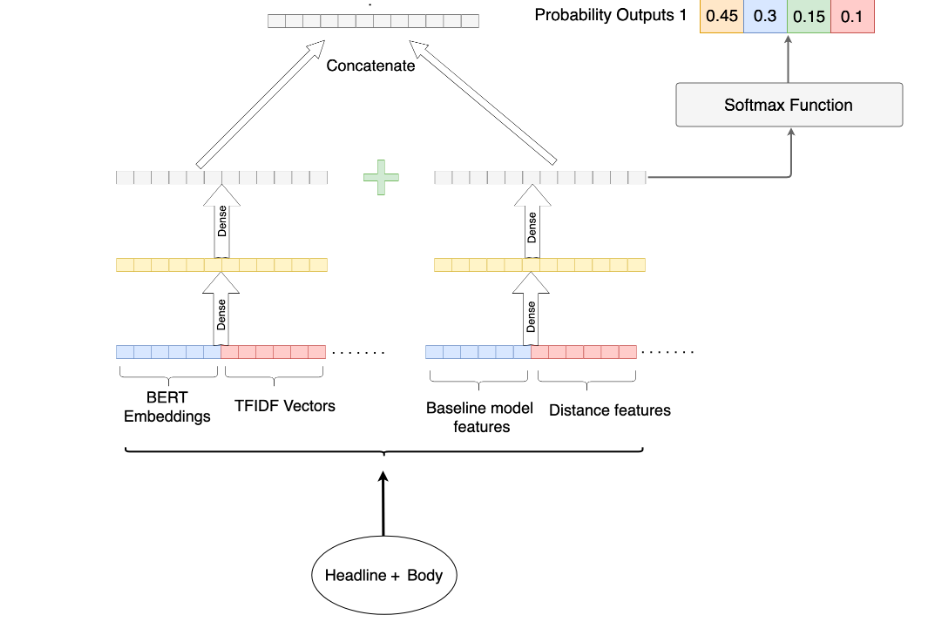 Probability Outputs 1
0.45 0.3 0.15 0.1
Concatenate
Softmax Function
Dense
Dense
Dense
Dense
BERT
Embeddings
TFIDF Vectors
Baseline model
features
Distance features
Headline + Body